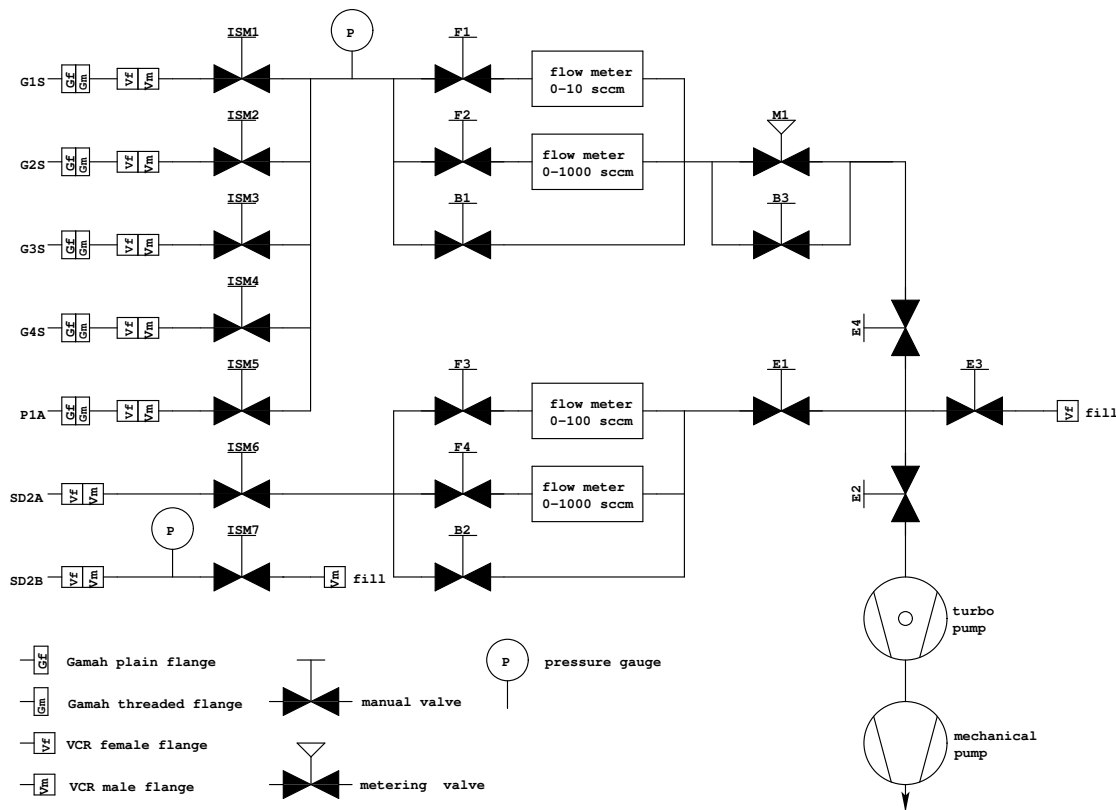 ISM1
P
F1
G1S
Gf
Gm
Vf
Vm
flow meter
0-10 sccm
ISM2
F2
M1
G2S
Gf
Gm
Vf
Vm
flow meter
0-1000 sccm
ISM3
B1
B3
G3S
Gf
Gm
Vf
Vm
ISM4
G4S
Gf
Gm
Vf
Vm
E4
ISM5
F3
E1
E3
P1A
Gf
Gm
Vf
Vm
flow meter
0-100 sccm
Vf
fill
ISM6
F4
SD2A
Vf
Vm
flow meter
0-1000 sccm
E2
P
ISM7
B2
SD2B
Vf
Vm
Vm
fill
turbo
pump
Gf
Gamah plain flange
P
pressure gauge
Gm
Gamah threaded flange
manual valve
Vf
VCR female flange
mechanical
pump
Vm
VCR male flange
metering valve